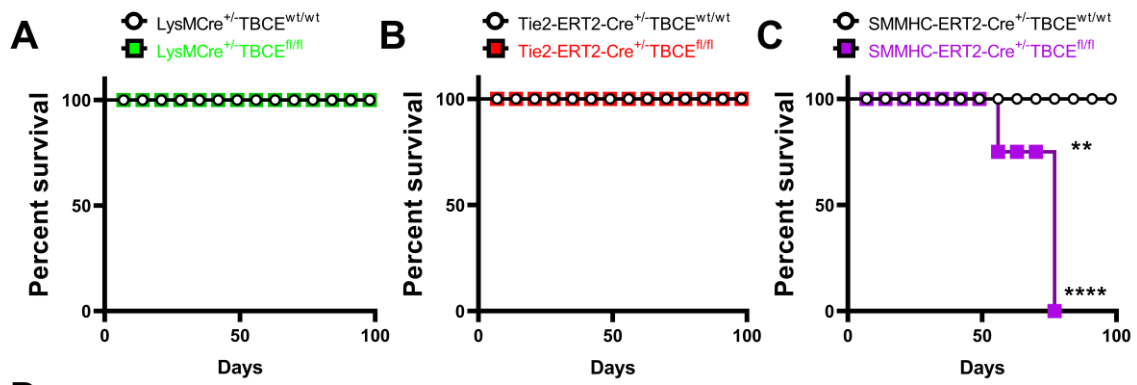 A
LysMCre+/-TBCEwt/wt
LysMCre+/-TBCEfl/fl
Percent survival
100
50
0
0 50 100
Days
B
Tie2-ERT2-Cre+/-TBCEwt/wt
Tie2-ERT2-Cre+/-TBCEfl/fl
Percent survival
100
50
0
0 50 100
Days
C
SMMHC-ERT2-Cre+/-TBCEwt/wt
SMMHC-ERT2-Cre+/-TBCEfl/fl
Percent survival
100
50
0
**
****
0 50 100
Days